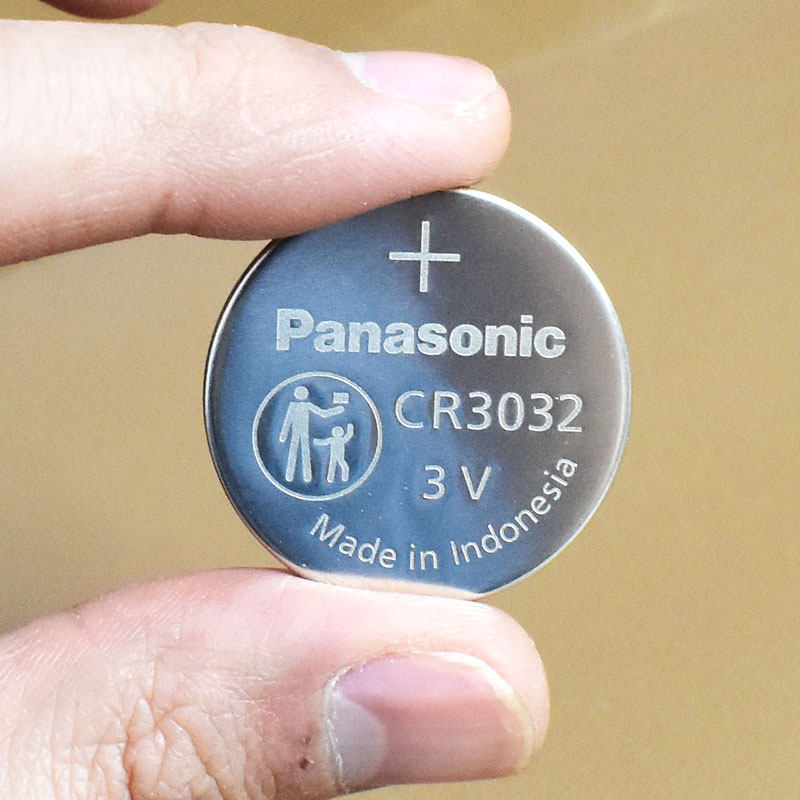 +
Panasonic
CR3032
3 V
Made in Indonesia